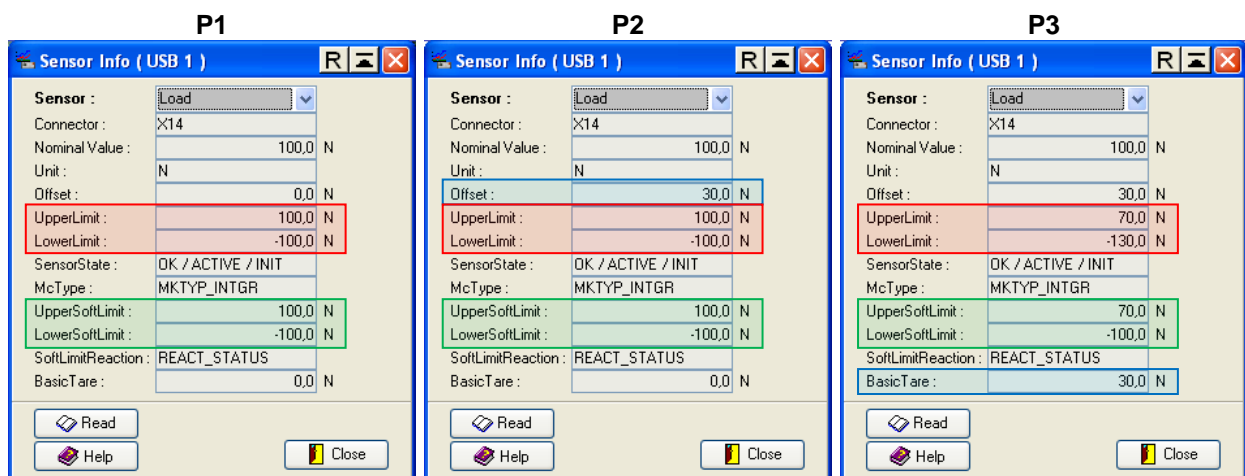 P1 P2 P3
Sensor Info ( USB 1 ) R
Sensor : Load
Connector : X14
Nominal Value : 100,0 N
Unit : N
Offset : 0,0 N
UpperLimit : 100,0 N
LowerLimit : -100,0 N
SensorState : OK / ACTIVE / INIT
McType : MKTYP_INTGR
UpperSoftLimit : 100,0 N
LowerSoftLimit : -100,0 N
SoftLimitReaction : REACT_STATUS
BasicTare : 0,0 N
Read
Help Close
Sensor Info ( USB 1 ) R
Sensor : Load
Connector : X14
Nominal Value : 100,0 N
Unit : N
Offset : 30,0 N
UpperLimit : 100,0 N
LowerLimit : -100,0 N
SensorState : OK / ACTIVE / INIT
McType : MKTYP_INTGR
UpperSoftLimit : 100,0 N
LowerSoftLimit : -100,0 N
SoftLimitReaction : REACT_STATUS
BasicTare : 0,0 N
Read
Help Close
Sensor Info ( USB 1 ) R
Sensor : Load
Connector : X14
Nominal Value : 100,0 N
Unit : N
Offset : 30,0 N
UpperLimit : 70,0 N
LowerLimit : -130,0 N
SensorState : OK / ACTIVE / INIT
McType : MKTYP_INTGR
UpperSoftLimit : 70,0 N
LowerSoftLimit : -100,0 N
SoftLimitReaction : REACT_STATUS
BasicTare : 30,0 N
Read
Help Close